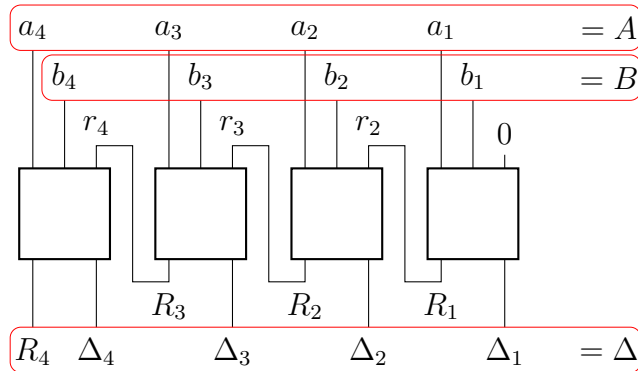 a₄ a₃ a₂ a₁ = A
b₄ b₃ b₂ b₁ = B
r₄ r₃ r₂ 0
R₃ R₂ R₁
R₄ Δ₄ Δ₃ Δ₂ Δ₁ = Δ